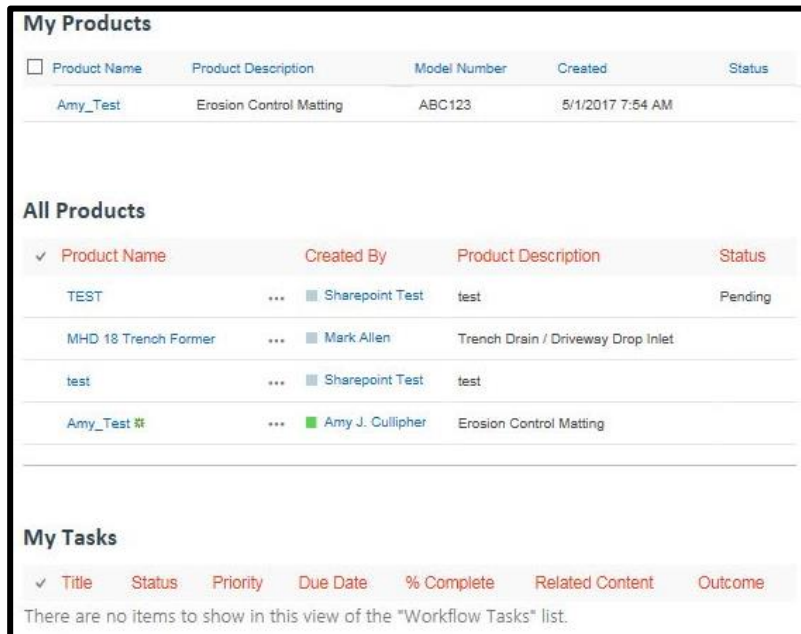 My Products
Product Name Product Description Model Number Created Status
Amy_Test Erosion Control Matting ABC123 5/1/2017 7:54 AM
All Products
Product Name Created By Product Description Status
TEST ... Sharepoint Test test Pending
MHD 18 Trench Former ... Mark Allen Trench Drain / Driveway Drop Inlet
test ... Sharepoint Test test
Amy_Test ... Amy J. Cullipher Erosion Control Matting
My Tasks
Title Status Priority Due Date % Complete Related Content Outcome
There are no items to show in this view of the "Workflow Tasks" list.